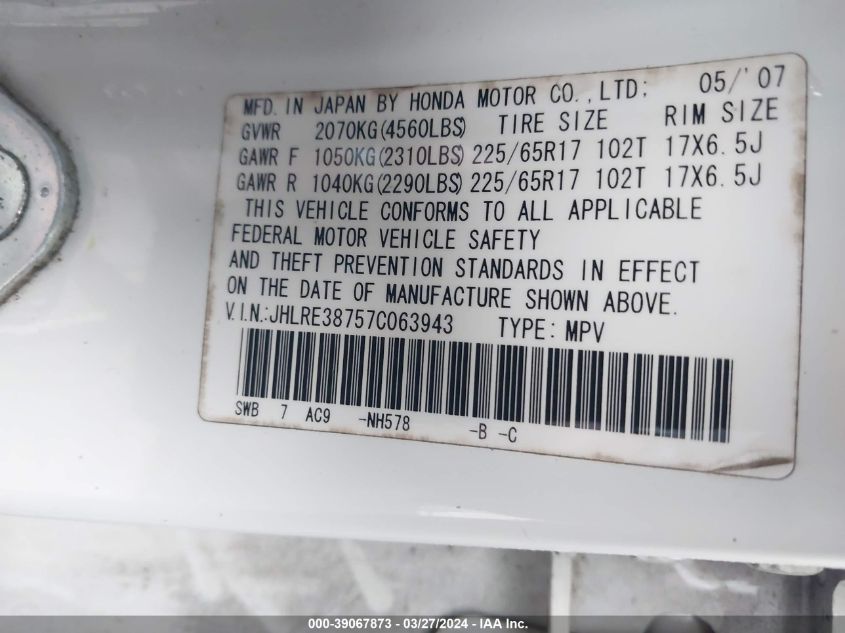 MFD. IN JAPAN BY HONDA MOTOR CO.,LTD: 05/'07
GVWR 2070KG(4560LBS) TIRE SIZE RIM SIZE
GAWR F 1050KG(2310LBS) 225/65R17 102T 17X6.5J
GAWR R 1040KG(2290LBS) 225/65R17 102T 17X6.5J
THIS VEHICLE CONFORMS TO ALL APPLICABLE
FEDERAL MOTOR VEHICLE SAFETY
AND THEFT PREVENTION STANDARDS IN EFFECT
ON THE DATE OF MANUFACTURE SHOWN ABOVE.
V.I.N.:JHLRE38757C063943 TYPE: MPV
SWB 7 AC9 -NH578 -B -C
000-39067873 - 03/27/2024 - IAA Inc.